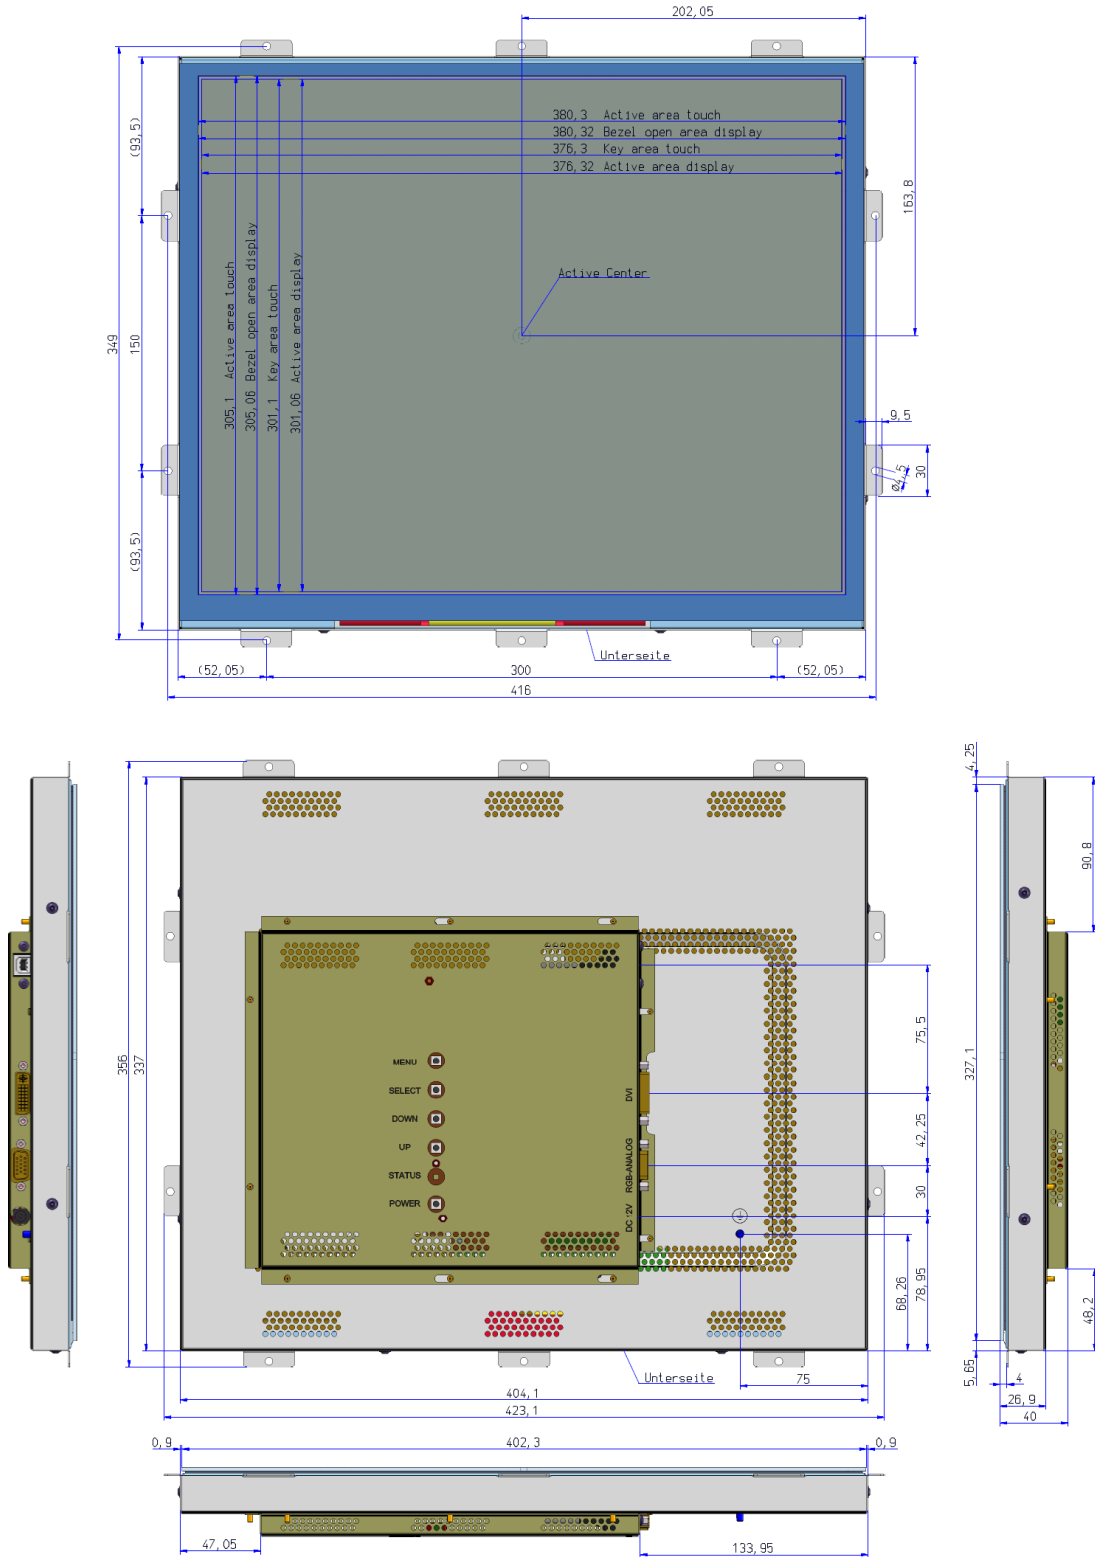 202,05
380,3 Active area touch
380,32 Bezel open area display
376,3 Key area touch
376,32 Active area display
(93,5)
163,8
305,1 Active area touch
305,06 Bezel open area display
301,1 Key area touch
301,06 Active area display
Active Center
349
150
9,5
30
Ø4,5
(93,5)
Unterseite
(52,05)
300
(52,05)
416
4,25
90,8
356
337
75,5
327,1
MENU
SELECT
DOWN
UP
STATUS
POWER
DVI
RGB-ANALOG
DC 12V
42,25
30
68,26
78,95
48,2
5,65
Unterseite
75
4
404,1
26,9
423,1
40
0,9
402,3
0,9
47,05
133,95